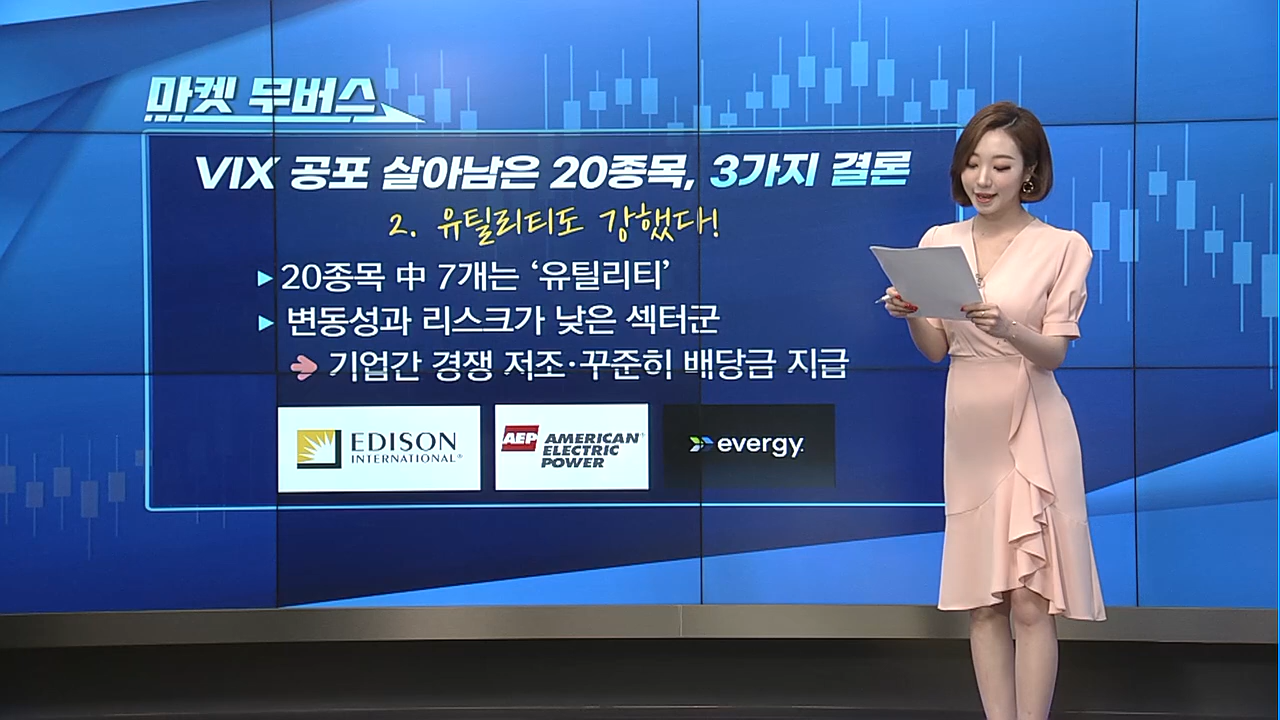 마켓 무버스
VIX 공포 살아남은 20종목, 3가지 결론
2. 유틸리티도 강했다!
▶ 20종목 中 7개는 ‘유틸리티’
▶ 변동성과 리스크가 낮은 섹터군
➔ 기업간 경쟁 저조·꾸준히 배당금 지급
EDISON
INTERNATIONAL®
AEP
AMERICAN®
ELECTRIC
POWER
evergy.